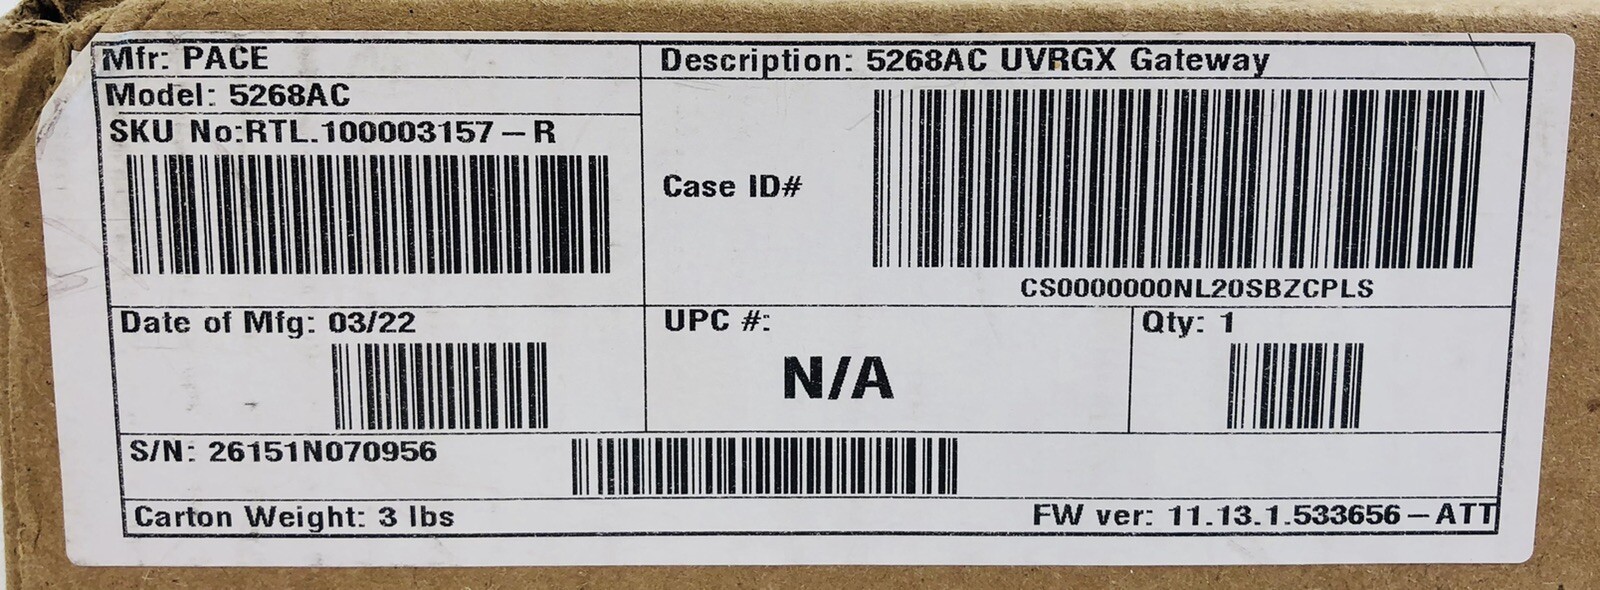 Mfr: PACE
Description: 5268AC UVRGX Gateway
Model: 5268AC
SKU No:RTL.100003157-R
Case ID#
CS0000000NL20SBZCPLS
Date of Mfg: 03/22
UPC #:
N/A
Qty: 1
S/N: 26151N070956
Carton Weight: 3 lbs
FW ver: 11.13.1.533656-ATT